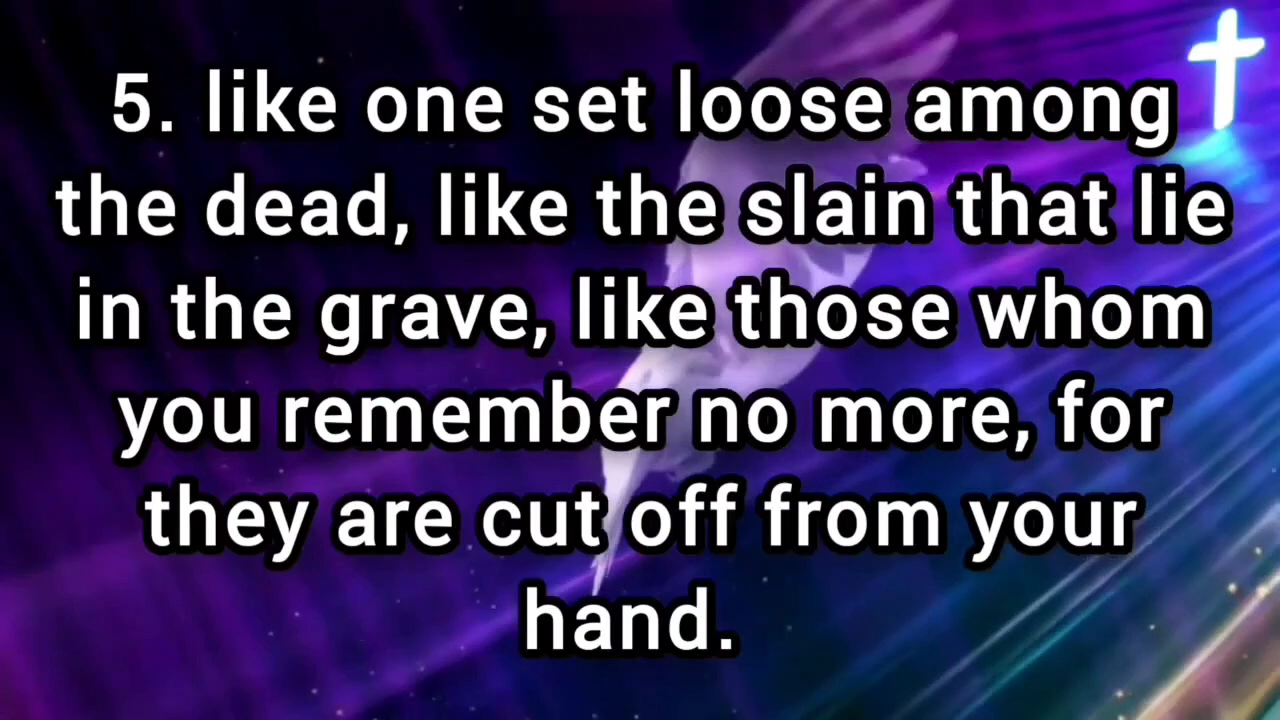 5. like one set loose among
the dead, like the slain that lie
in the grave, like those whom
you remember no more, for
they are cut off from your
hand.